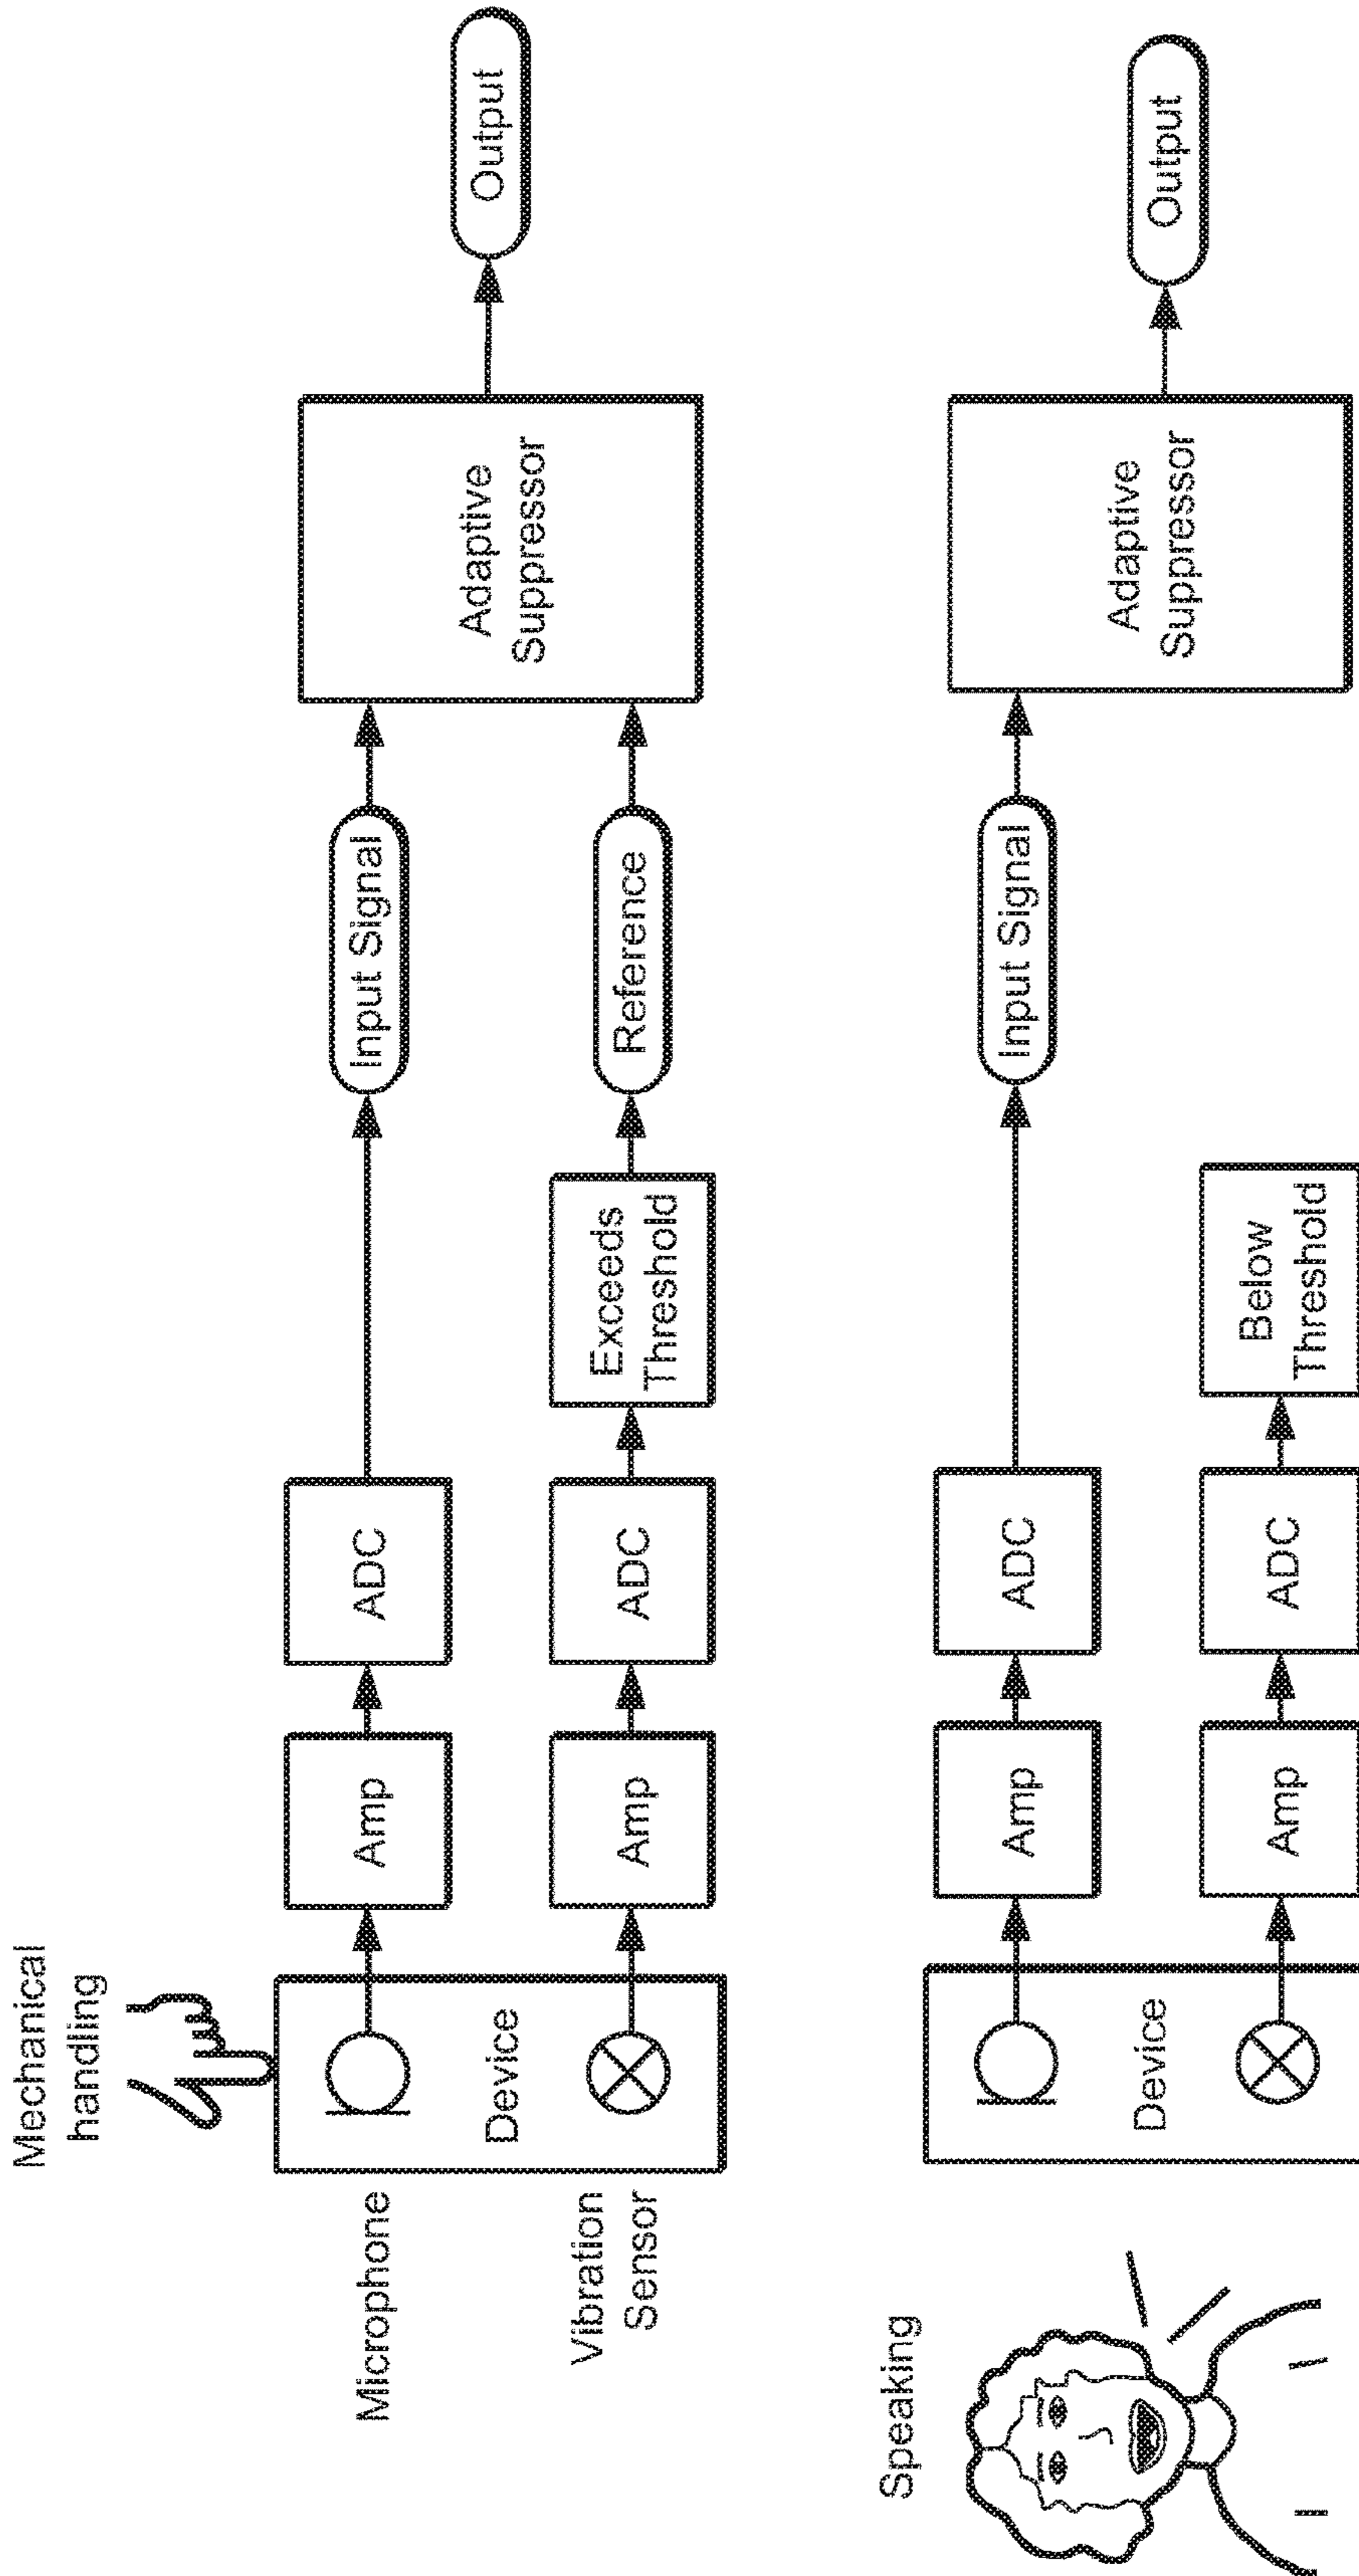 Mechanical
handling
Microphone
Device
Vibration
Sensor
Amp
ADC
Input Signal
Amp
ADC
Exceeds
Threshold
Reference
Adaptive
Suppressor
Output
Speaking
Device
Amp
ADC
Input Signal
Amp
ADC
Below
Threshold
Adaptive
Suppressor
Output